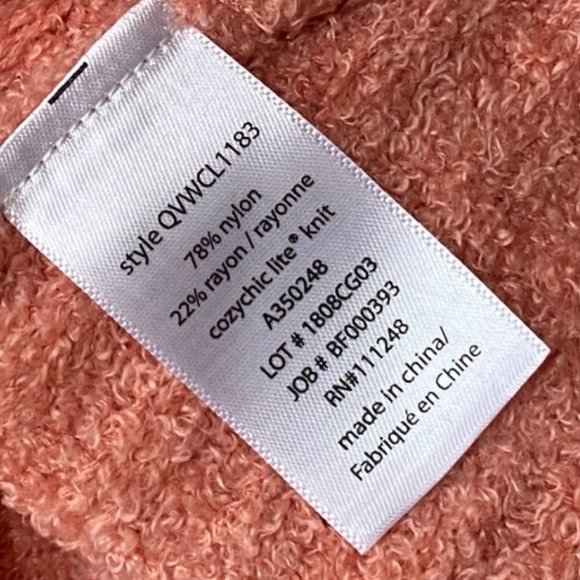 style QVWCL1183
78% nylon
22% rayon / rayonne
cozychic lite® knit
A350248
LOT # 1808CG03
JOB# BF000393
RN#111248
made in china/
Fabriqué en Chine